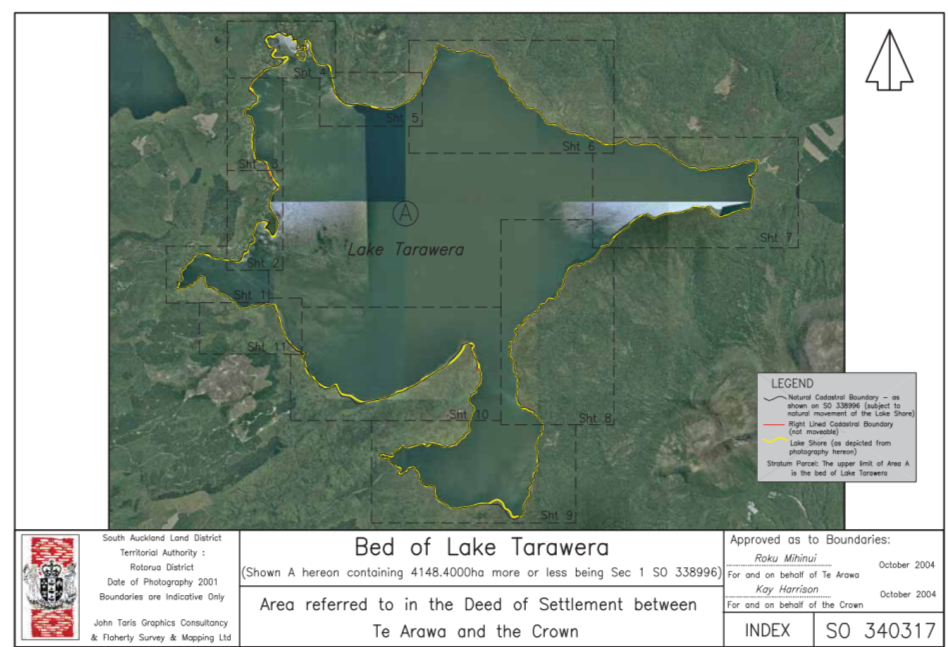 Sht 4
Sht 5
Sht 6
Sht 3
A
Sht 7
Lake Tarawera
Sht 2
Sht 1
Sht 11
Sht 10
Sht 8
Sht 9
LEGEND
Natural Cadastral Boundary – as
shown on SO 338996 (subject to
natural movement of the Lake Shore)
Right Lined Cadastral Boundary
(not moveable)
Lake Shore (as depicted from
photography hereon)
Stratum Parcel: The upper limit of Area A
is the bed of Lake Tarawera
South Auckland Land District
Territorial Authority :
Rotorua District
Date of Photography 2001
Boundaries are Indicative Only
John Taris Graphics Consultancy
& Flaherty Survey & Mapping Ltd
Bed of Lake Tarawera
(Shown A hereon containing 4148.4000ha more or less being Sec 1 SO 338996)
Area referred to in the Deed of Settlement between
Te Arawa and the Crown
Approved as to Boundaries:
Roku Mihinui
October 2004
For and on behalf of Te Arawa
Kay Harrison
October 2004
For and on behalf of the Crown
INDEX
SO 340317